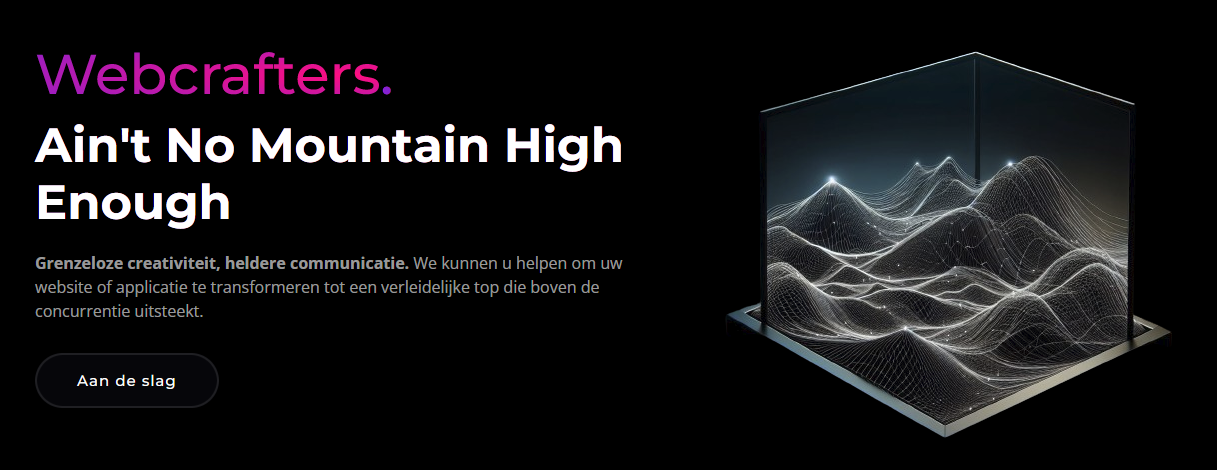 Webcrafters.
Ain't No Mountain High
Enough
Grenzeloze creativiteit, heldere communicatie. We kunnen u helpen om uw
website of applicatie te transformeren tot een verleidelijke top die boven de
concurrentie uitsteekt.
Aan de slag